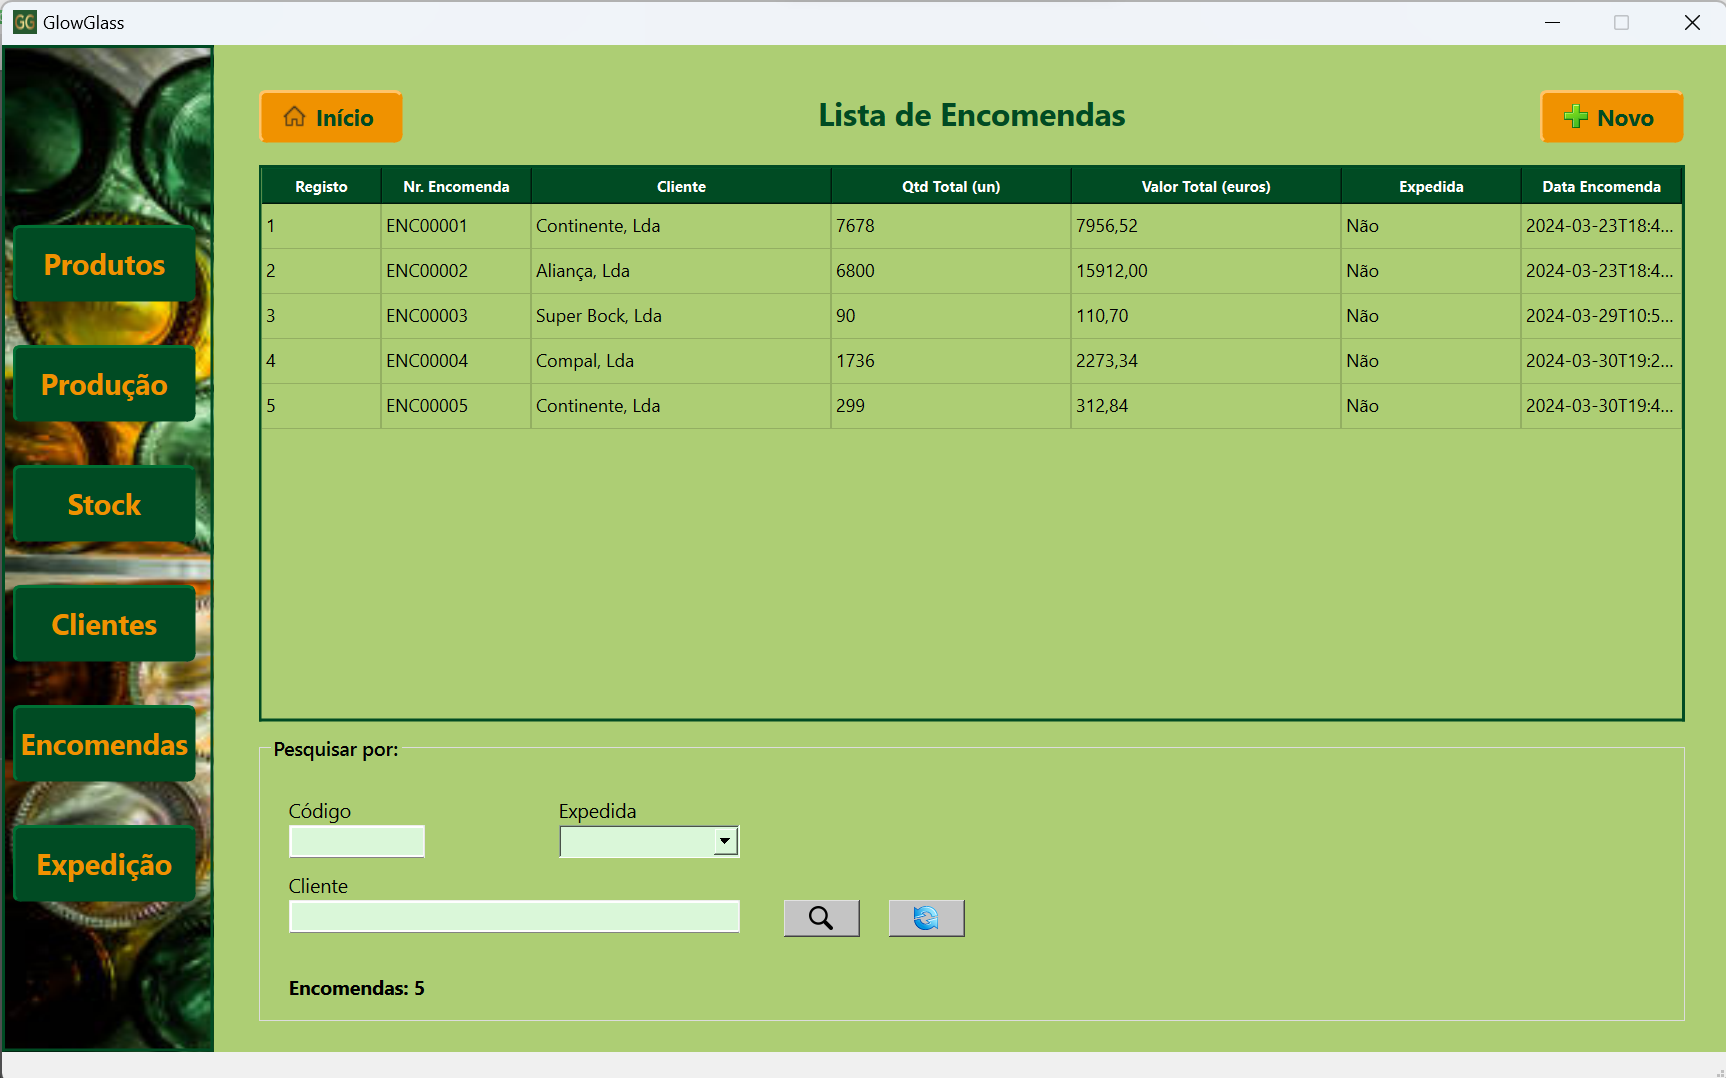 GG GlowGlass
Início
Lista de Encomendas
Novo
Registo Nr. Encomenda Cliente Qtd Total (un) Valor Total (euros) Expedida Data Encomenda
1 ENC00001 Continente, Lda 7678 7956,52 Não 2024-03-23T18:4...
2 ENC00002 Aliança, Lda 6800 15912,00 Não 2024-03-23T18:4...
3 ENC00003 Super Bock, Lda 90 110,70 Não 2024-03-29T10:5...
4 ENC00004 Compal, Lda 1736 2273,34 Não 2024-03-30T19:2...
5 ENC00005 Continente, Lda 299 312,84 Não 2024-03-30T19:4...
Produtos
Produção
Stock
Clientes
Encomendas
Expedição
Pesquisar por:
Código
Expedida
Cliente
Encomendas: 5